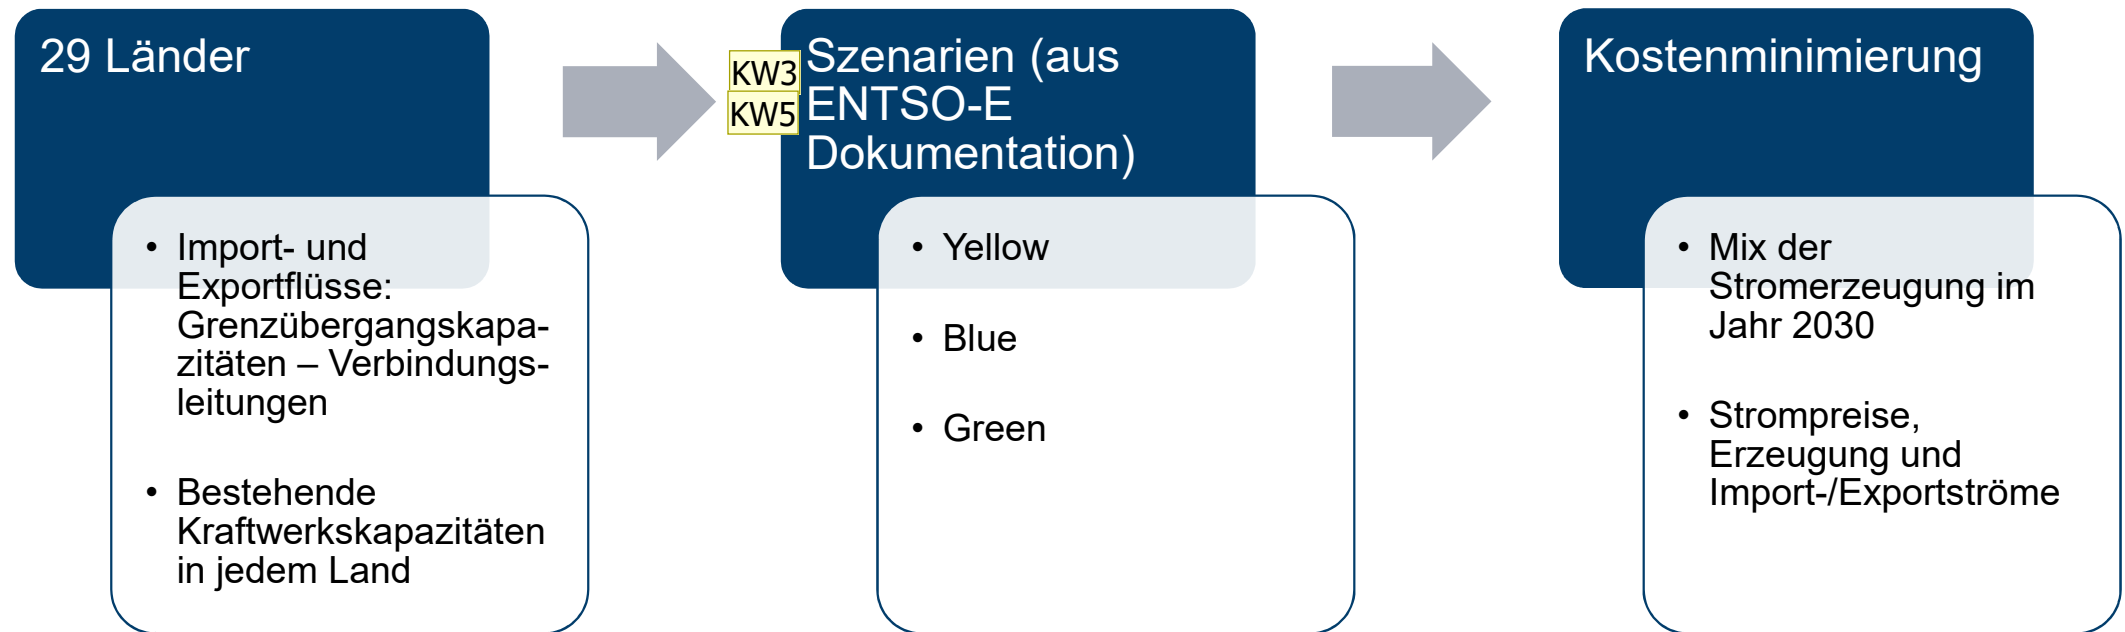 29 Länder
• Import- und
Exportflüsse:
Grenzübergangskapa-
zitäten – Verbindungs-
leitungen
• Bestehende
Kraftwerkskapazitäten
in jedem Land
KW3
KW5
Szenarien (aus
ENTSO-E
Dokumentation)
• Yellow
• Blue
• Green
Kostenminimierung
• Mix der
Stromerzeugung im
Jahr 2030
• Strompreise,
Erzeugung und
Import-/Exportströme